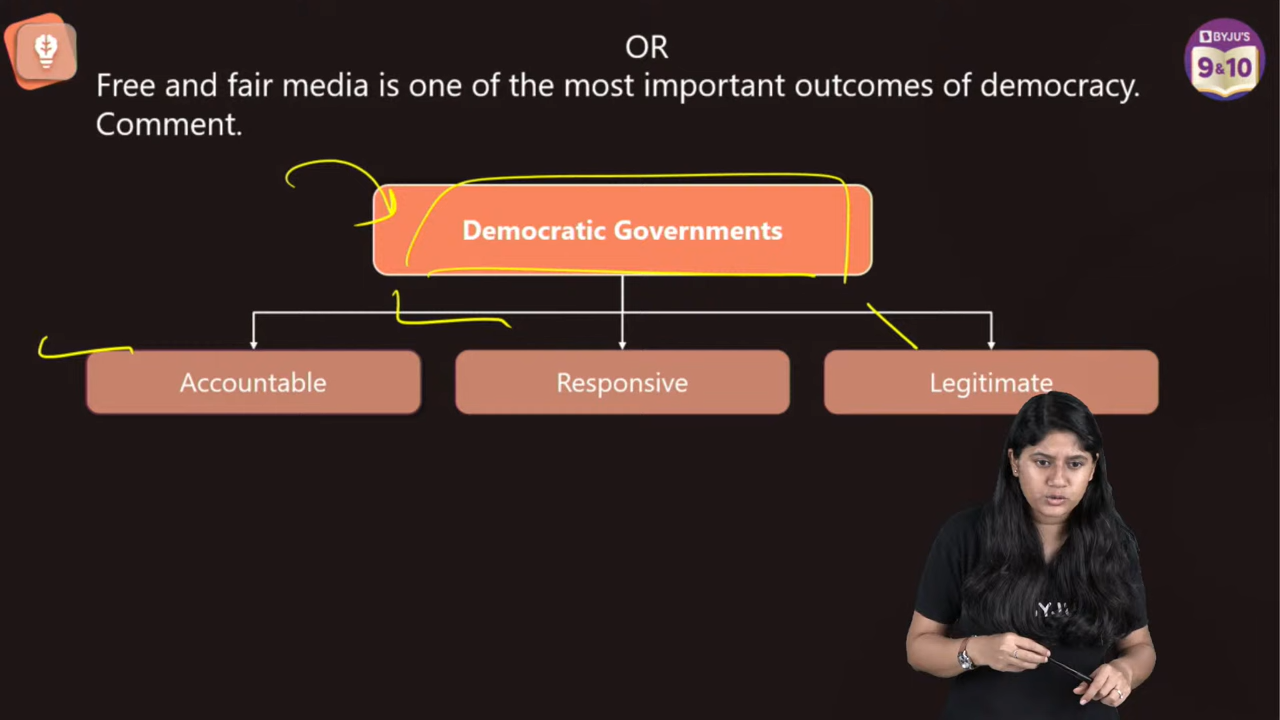 OR
BYJU'S
9&10
Free and fair media is one of the most important outcomes of democracy.
Comment.
Democratic Governments
Accountable
Responsive
Legitimate